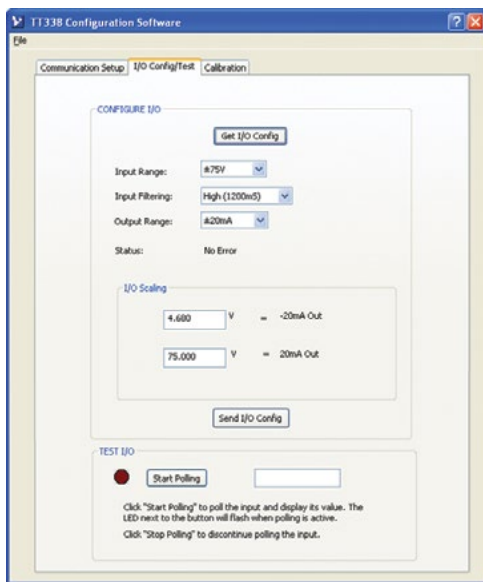 TT338 Configuration Software
File
Communication Setup I/O Config/Test Calibration
CONFIGURE I/O
Get I/O Config
Input Range: ±75V
Input Filtering: High (1200mS)
Output Range: ±20mA
Status: No Error
I/O Scaling
4.680 V = -20mA Out
75.000 V = 20mA Out
Send I/O Config
TEST I/O
Start Polling
Click "Start Polling" to poll the input and display its value. The
LED next to the button will flash when polling is active.
Click "Stop Polling" to discontinue polling the input.